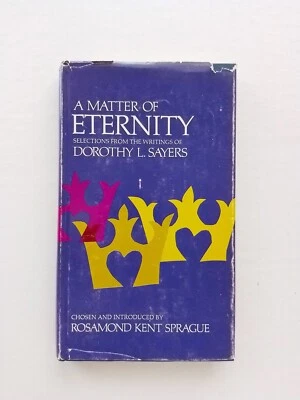 A MATTER OF
ETERNITY
SELECTIONS FROM THE WRITINGS OF
DOROTHY L. SAYERS
CHOSEN AND INTRODUCED BY
ROSAMOND KENT SPRAGUE